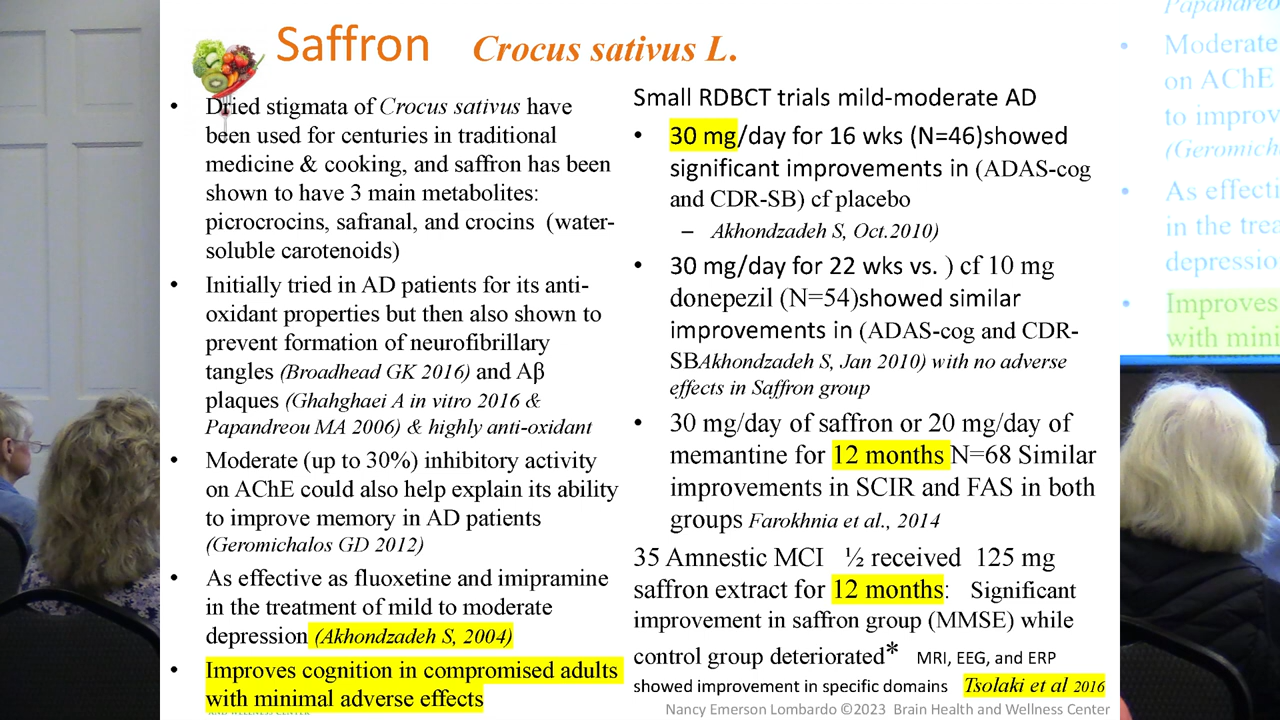 Saffron Crocus sativus L.
• Dried stigmata of Crocus sativus have
been used for centuries in traditional
medicine & cooking, and saffron has been
shown to have 3 main metabolites:
picrocrocins, safranal, and crocins (water-
soluble carotenoids)
• Initially tried in AD patients for its anti-
oxidant properties but then also shown to
prevent formation of neurofibrillary
tangles (Broadhead GK 2016) and Aβ
plaques (Ghahghaei A in vitro 2016 &
Papandreou MA 2006) & highly anti-oxidant
• Moderate (up to 30%) inhibitory activity
on AChE could also help explain its ability
to improve memory in AD patients
(Geromichalos GD 2012)
• As effective as fluoxetine and imipramine
in the treatment of mild to moderate
depression (Akhondzadeh S, 2004)
• Improves cognition in compromised adults
with minimal adverse effects
Small RDBCT trials mild-moderate AD
• 30 mg/day for 16 wks (N=46)showed
significant improvements in (ADAS-cog
and CDR-SB) cf placebo
– Akhondzadeh S, Oct.2010)
• 30 mg/day for 22 wks vs. ) cf 10 mg
donepezil (N=54)showed similar
improvements in (ADAS-cog and CDR-
SBAkhondzadeh S, Jan 2010) with no adverse
effects in Saffron group
• 30 mg/day of saffron or 20 mg/day of
memantine for 12 months N=68 Similar
improvements in SCIR and FAS in both
groups Farokhnia et al., 2014
35 Amnestic MCI ½ received 125 mg
saffron extract for 12 months: Significant
improvement in saffron group (MMSE) while
control group deteriorated* MRI, EEG, and ERP
showed improvement in specific domains Tsolaki et al 2016
Nancy Emerson Lombardo ©2023 Brain Health and Wellness Center
Papandreo
• Moderate
on AChE
to improv
(Geromich
• As effecti
in the trea
depressio
• Improves
with mini